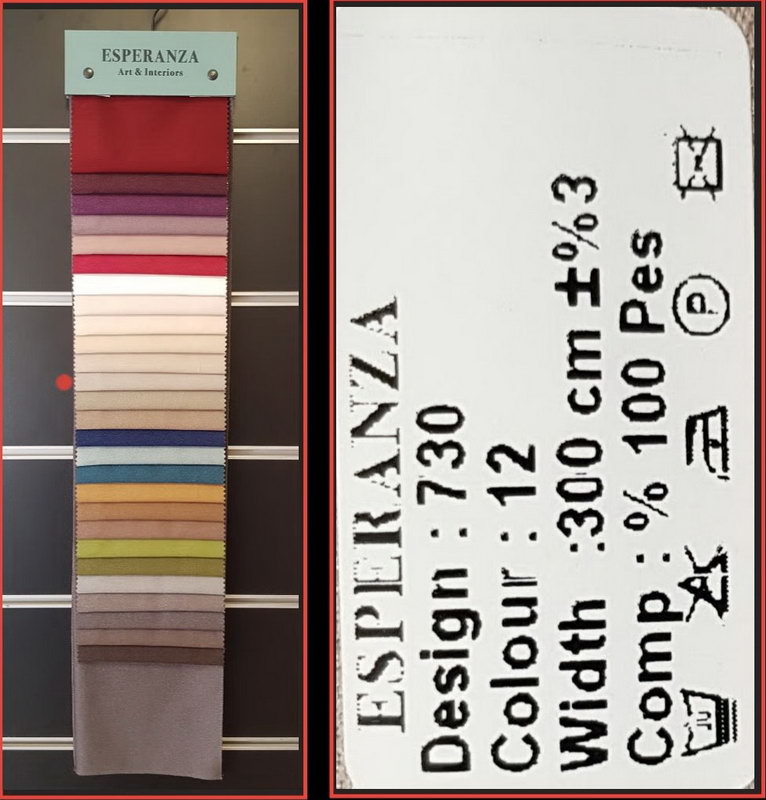 ESPERANZA
Art & Interiors
ESPERANZA
Design : 730
Colour : 12
Width :300 cm ±%3
Comp : % 100 Pes
P